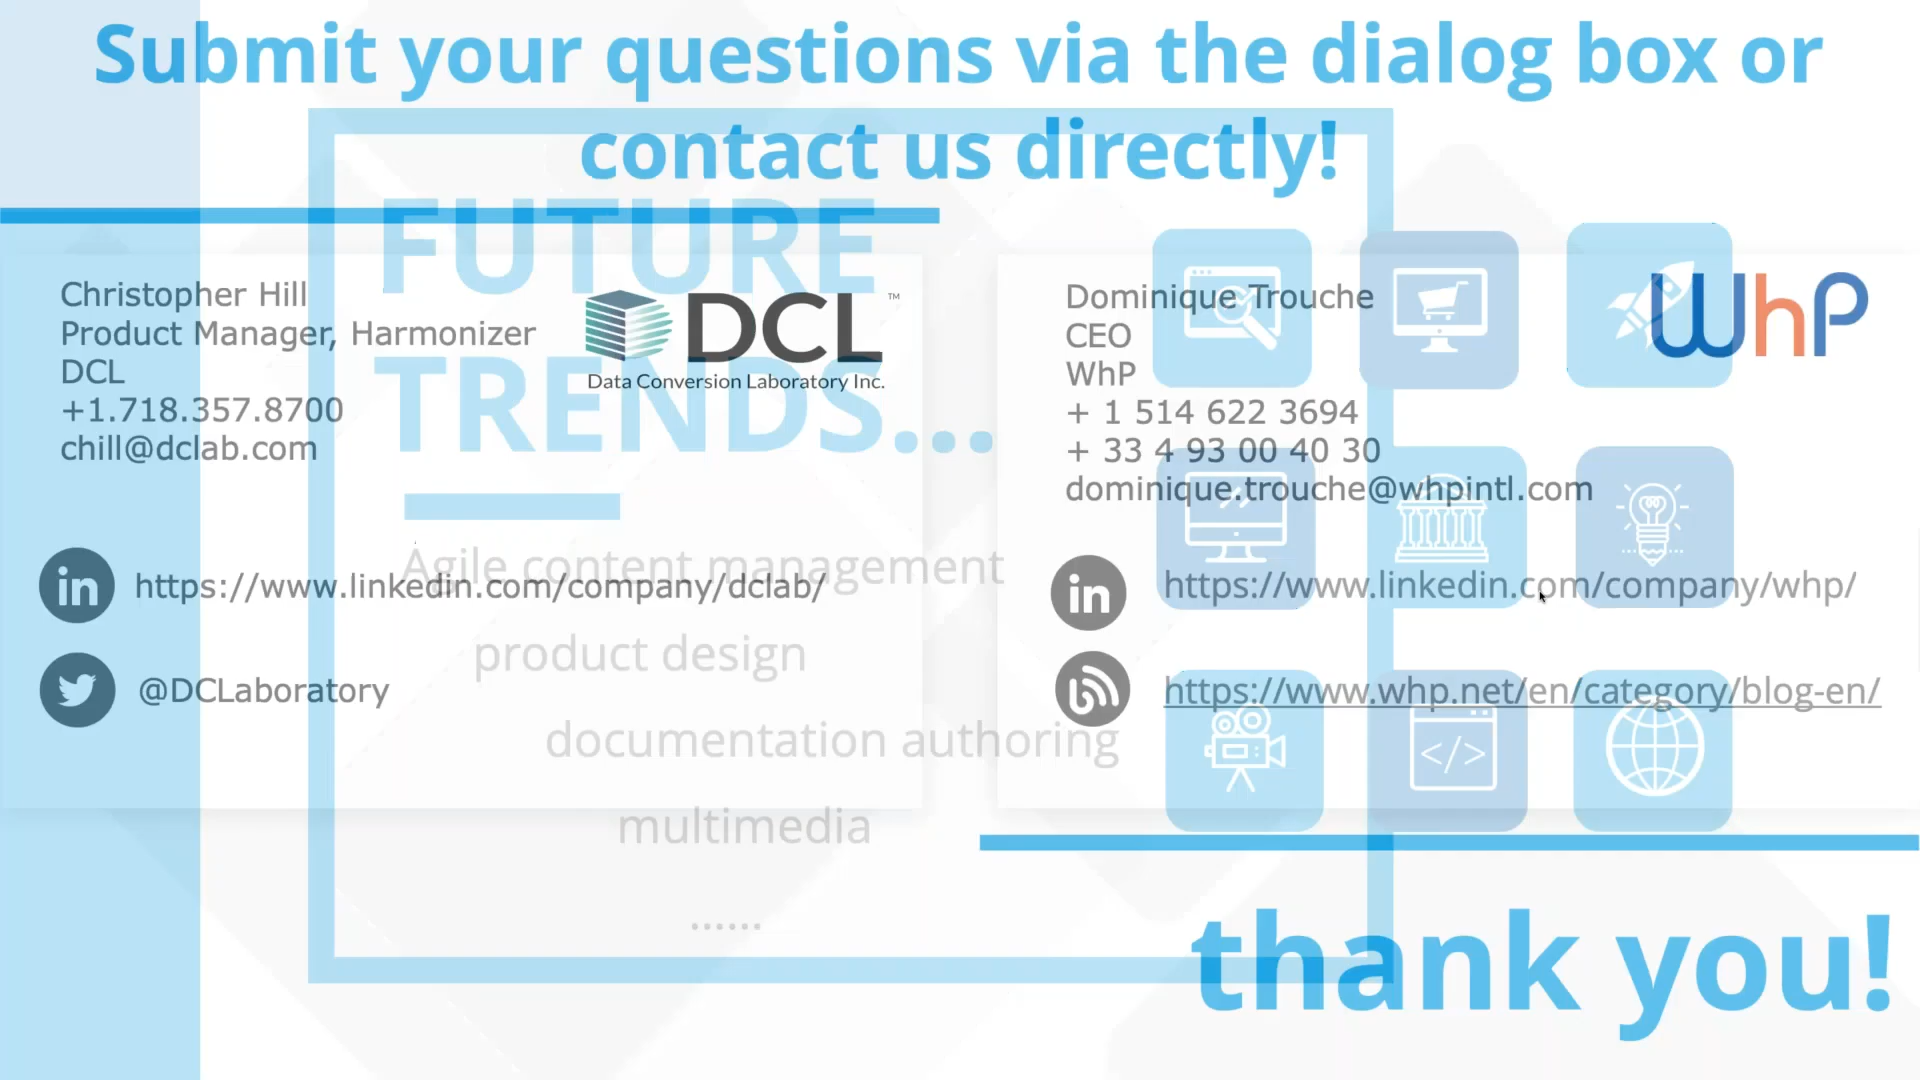 Submit your questions via the dialog box or
contact us directly!
FUTURE
TRENDS...
Christopher Hill
Product Manager, Harmonizer
DCL
+1.718.357.8700
chill@dclab.com
DCL™
Data Conversion Laboratory Inc.
in https://www.linkedin.com/company/dclab/
@DCLaboratory
Dominique Trouche
CEO
WhP
+ 1 514 622 3694
+ 33 4 93 00 40 30
dominique.trouche@whpintl.com
WhP
in https://www.linkedin.com/company/whp/
https://www.whp.net/en/category/blog-en/
Agile content management
product design
documentation authoring
multimedia
......
</>
thank you!